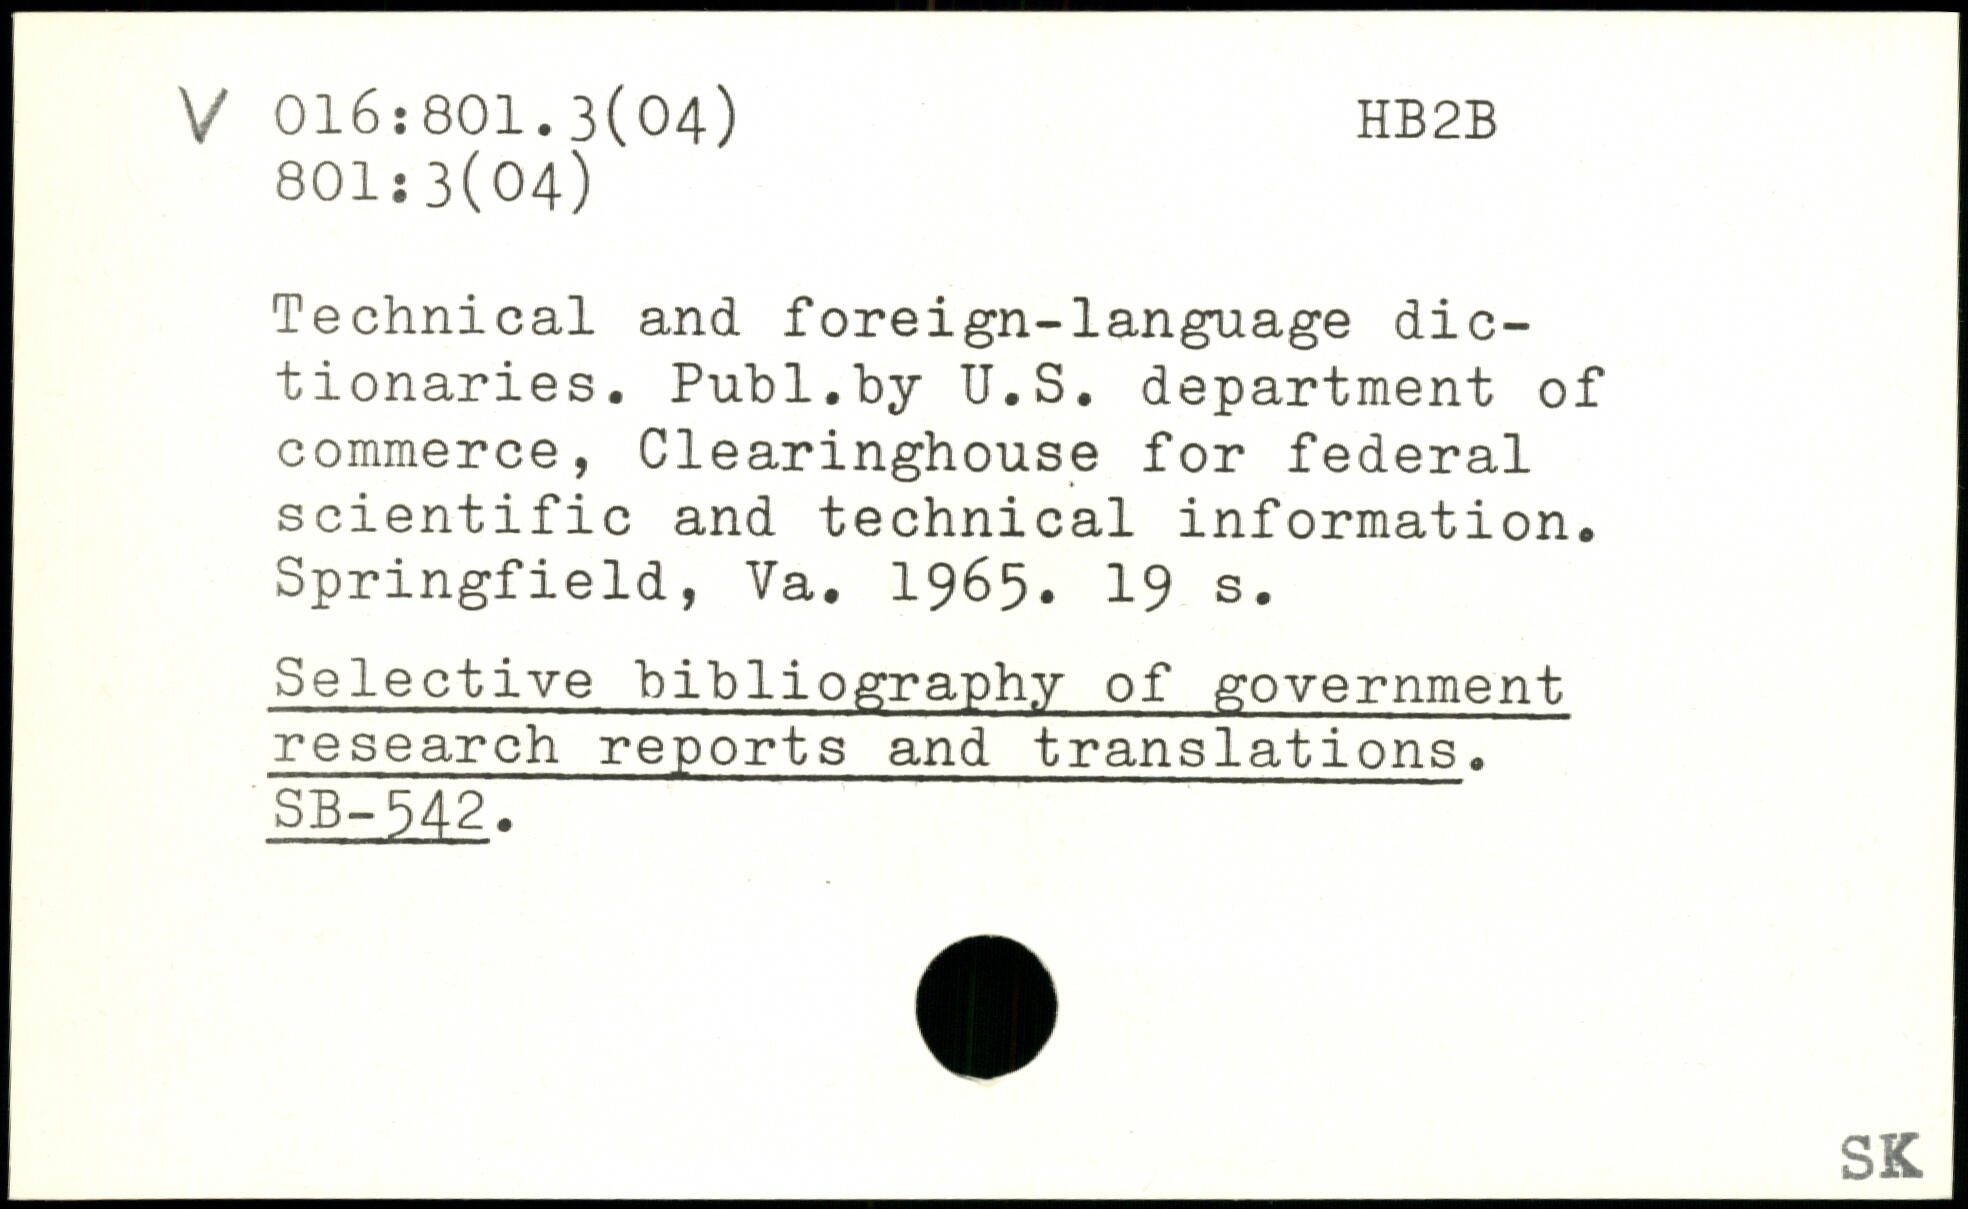 V 016:801.3(04) HB2B
801:3(04)
Technical and foreign-language dic-
tionaries. Publ.by U.S. department of
commerce, Clearinghouse for federal
scientific and technical information.
Springfield, Va. 1965. 19 s.
Selective bibliography of government
research reports and translations.
SB-542.
SK